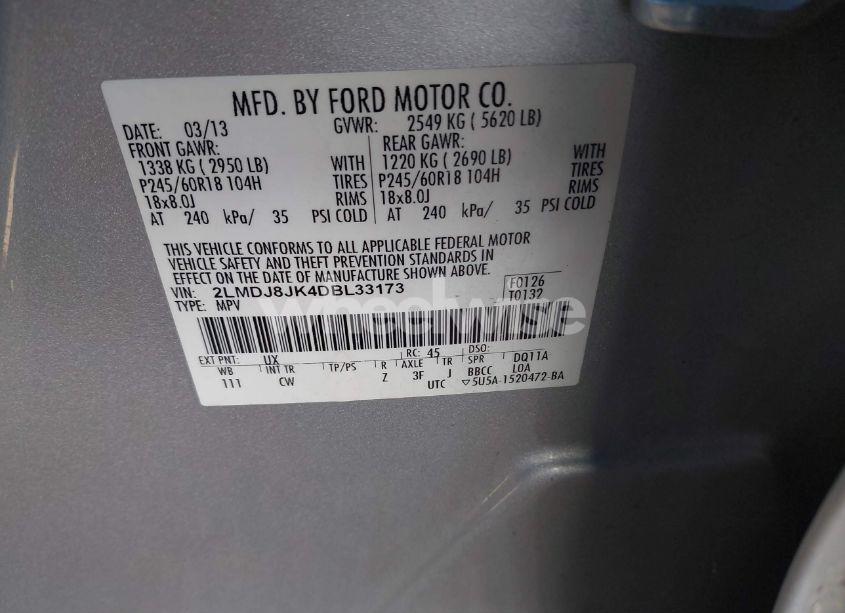 MFD. BY FORD MOTOR CO.
DATE: 03/13 GVWR: 2549 KG ( 5620 LB)
FRONT GAWR: REAR GAWR:
1338 KG ( 2950 LB) WITH 1220 KG ( 2690 LB) WITH
P245/60R18 104H TIRES P245/60R18 104H TIRES
18x8.0J RIMS 18x8.0J RIMS
AT 240 kPa/ 35 PSI COLD AT 240 kPa/ 35 PSI COLD
THIS VEHICLE CONFORMS TO ALL APPLICABLE FEDERAL MOTOR
VEHICLE SAFETY AND THEFT PREVENTION STANDARDS IN
EFFECT ON THE DATE OF MANUFACTURE SHOWN ABOVE.
VIN: 2LMDJ8JK4DBL33173 F0126
TYPE: MPV T0132
wheelwise
EXT PNT: UX RC: 45 DSO:
WB INT TR TP/PS R AXLE TR SPR DQ11A
111 CW Z 3F J BBCC LOA
UTC ▽5U5A-1520472-BA